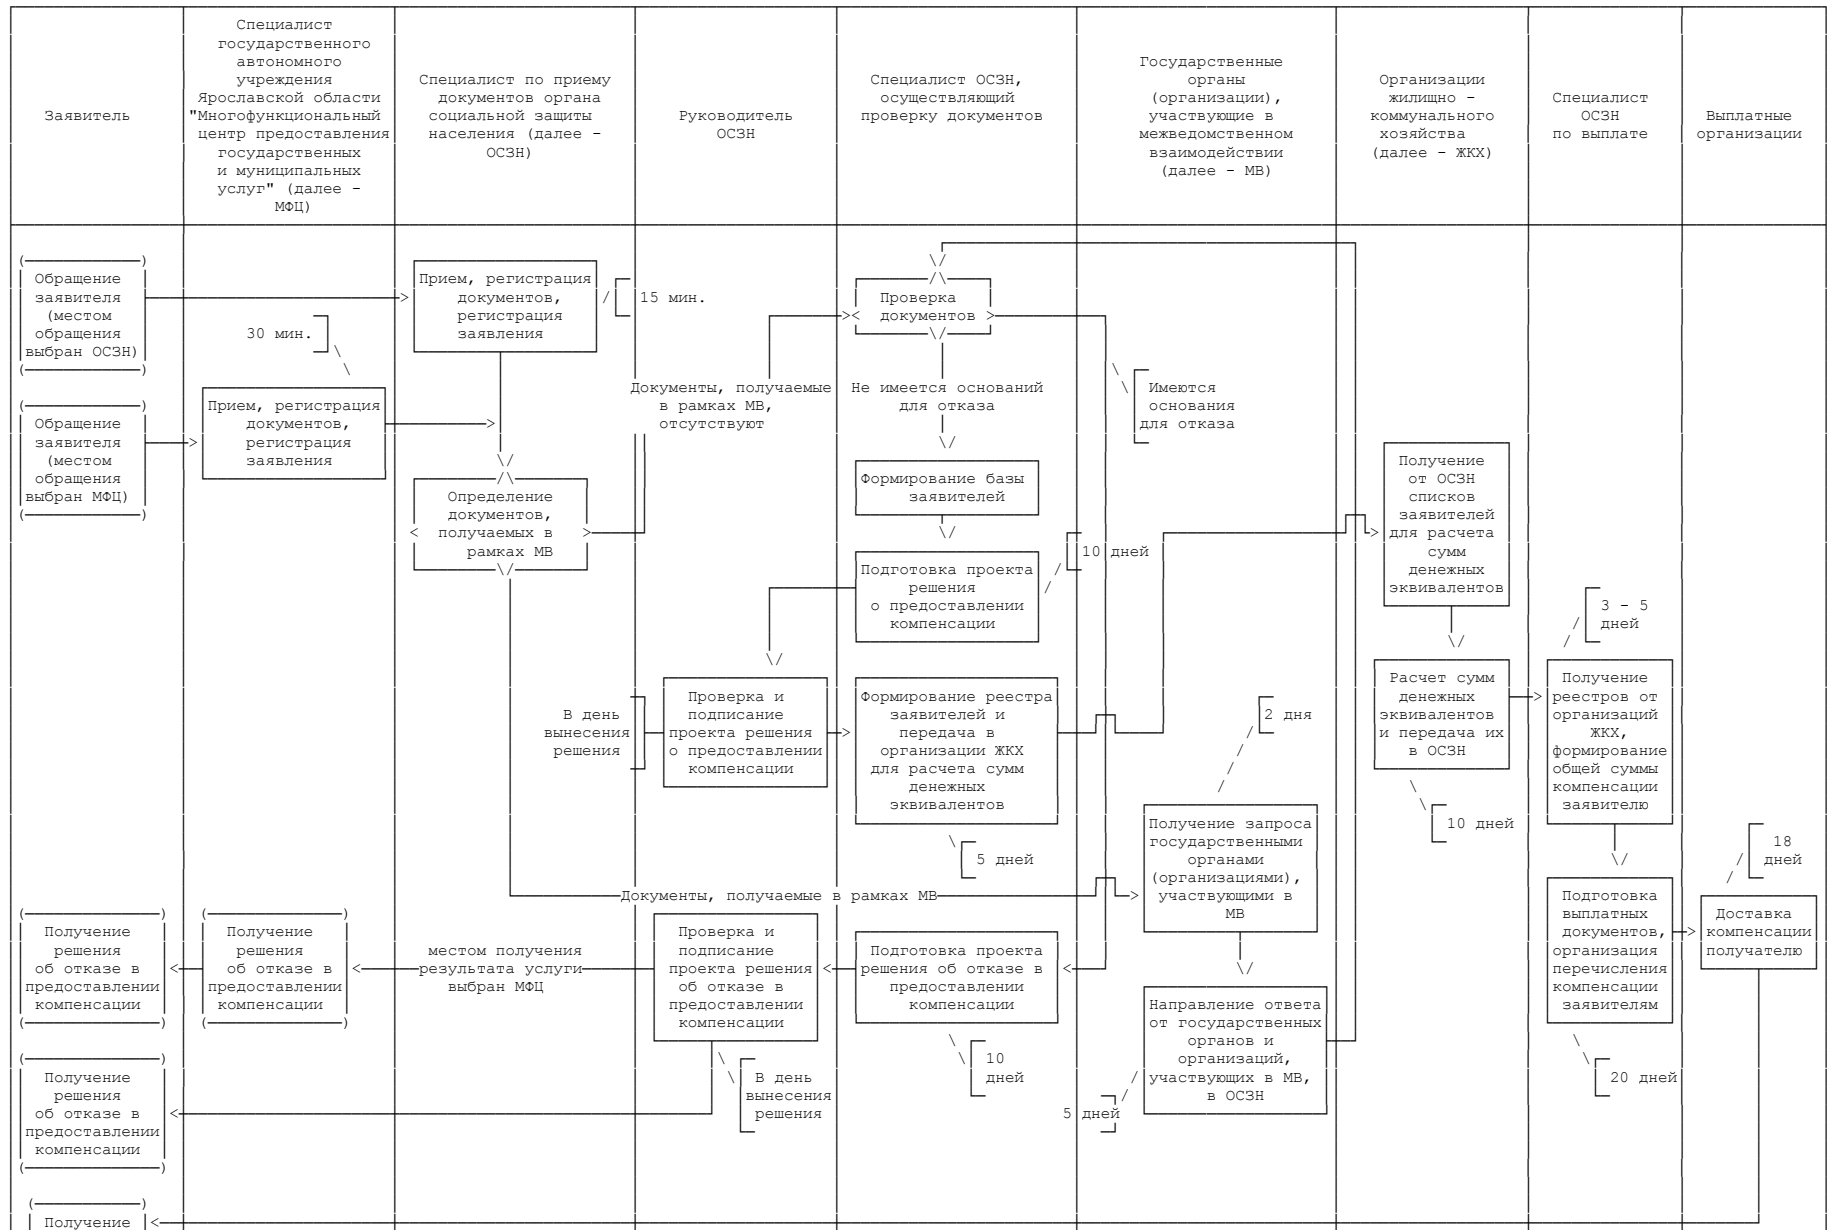 Заявитель
Специалист
государственного
автономного
учреждения
Ярославской области
"Многофункциональный
центр предоставления
государственных
и муниципальных
услуг" (далее -
МФЦ)
Специалист по приему
документов органа
социальной защиты
населения (далее -
ОСЗН)
Руководитель
ОСЗН
Специалист ОСЗН,
осуществляющий
проверку документов
Государственные
органы
(организации),
участвующие в
межведомственном
взаимодействии
(далее - МВ)
Организации
жилищно -
коммунального
хозяйства
(далее - ЖКХ)
Специалист
ОСЗН
по выплате
Выплатные
организации
Обращение
заявителя
(местом
обращения
выбран ОСЗН)
30 мин.
Прием, регистрация
документов,
регистрация
заявления
15 мин.
Проверка
документов
Обращение
заявителя
(местом
обращения
выбран МФЦ)
Прием, регистрация
документов,
регистрация
заявления
Документы, получаемые
в рамках МВ,
отсутствуют
Не имеется оснований
для отказа
Имеются
основания
для отказа
Определение
документов,
получаемых в
рамках МВ
Формирование базы
заявителей
Подготовка проекта
решения
о предоставлении
компенсации
10 дней
Получение
от ОСЗН
списков
заявителей
для расчета
сумм
денежных
эквивалентов
3 - 5
дней
В день
вынесения
решения
Проверка и
подписание
проекта решения
о предоставлении
компенсации
Формирование реестра
заявителей и
передача в
организации ЖКХ
для расчета сумм
денежных
эквивалентов
5 дней
2 дня
Расчет сумм
денежных
эквивалентов
и передача их
в ОСЗН
10 дней
Получение
реестров от
организаций
ЖКХ,
формирование
общей суммы
компенсации
заявителю
18
дней
Получение запроса
государственными
органами
(организациями),
участвующими в
МВ
Документы, получаемые в рамках МВ
Получение
решения
об отказе в
предоставлении
компенсации
Получение
решения
об отказе в
предоставлении
компенсации
местом получения
результата услуги
выбран МФЦ
Проверка и
подписание
проекта решения
об отказе в
предоставлении
компенсации
Подготовка проекта
решения об отказе в
предоставлении
компенсации
Направление ответа
от государственных
органов и
организаций,
участвующих в МВ,
в ОСЗН
Подготовка
выплатных
документов,
организация
перечисления
компенсации
заявителям
Доставка
компенсации
получателю
Получение
решения
об отказе в
предоставлении
компенсации
В день
вынесения
решения
10
дней
5 дней
20 дней
Получение